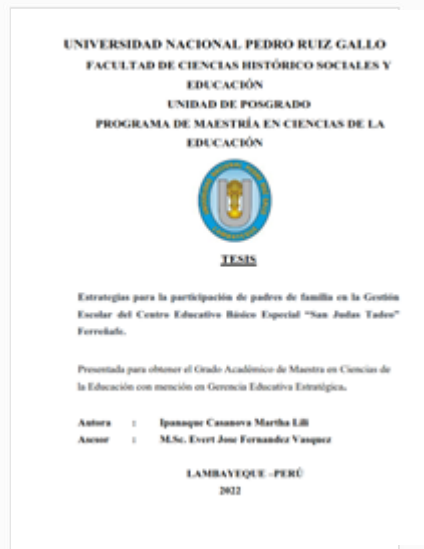 UNIVERSIDAD NACIONAL PEDRO RUIZ GALLO
FACULTAD DE CIENCIAS HISTÓRICO SOCIALES Y
EDUCACIÓN
UNIDAD DE POSGRADO
PROGRAMA DE MAESTRÍA EN CIENCIAS DE LA
EDUCACIÓN
TESIS
Estrategias para la participación de padres de familia en la Gestión
Escolar del Centro Educativo Básico Especial “San Judas Tadeo”
Ferreñafe.
Presentada para obtener el Grado Académico de Maestra en Ciencias de
la Educación con mención en Gerencia Educativa Estratégica.
Autora : Ipanaque Casanova Martha Lili
Asesor : M.Sc. Evert Jose Fernandez Vasquez
LAMBAYEQUE –PERÚ
2022